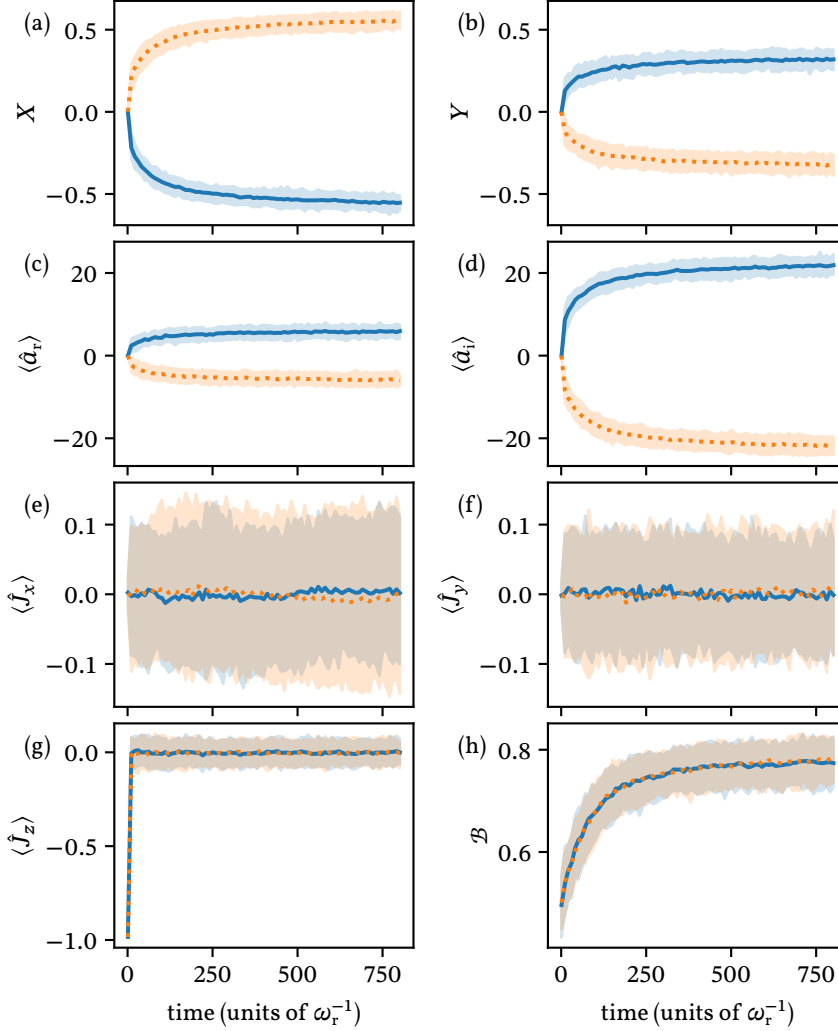 (a)
X
0.5
0.0
−0.5
(b)
Y
0.5
0.0
−0.5
(c)
⟨â_r⟩
20
0
−20
(d)
⟨â_i⟩
20
0
−20
(e)
⟨Ĵ_x⟩
0.1
0.0
−0.1
(f)
⟨Ĵ_y⟩
0.1
0.0
−0.1
(g)
⟨Ĵ_z⟩
0.0
−0.5
−1.0
0 250 500 750
time (units of ω_r^{−1})
(h)
ℬ
0.8
0.6
0 250 500 750
time (units of ω_r^{−1})